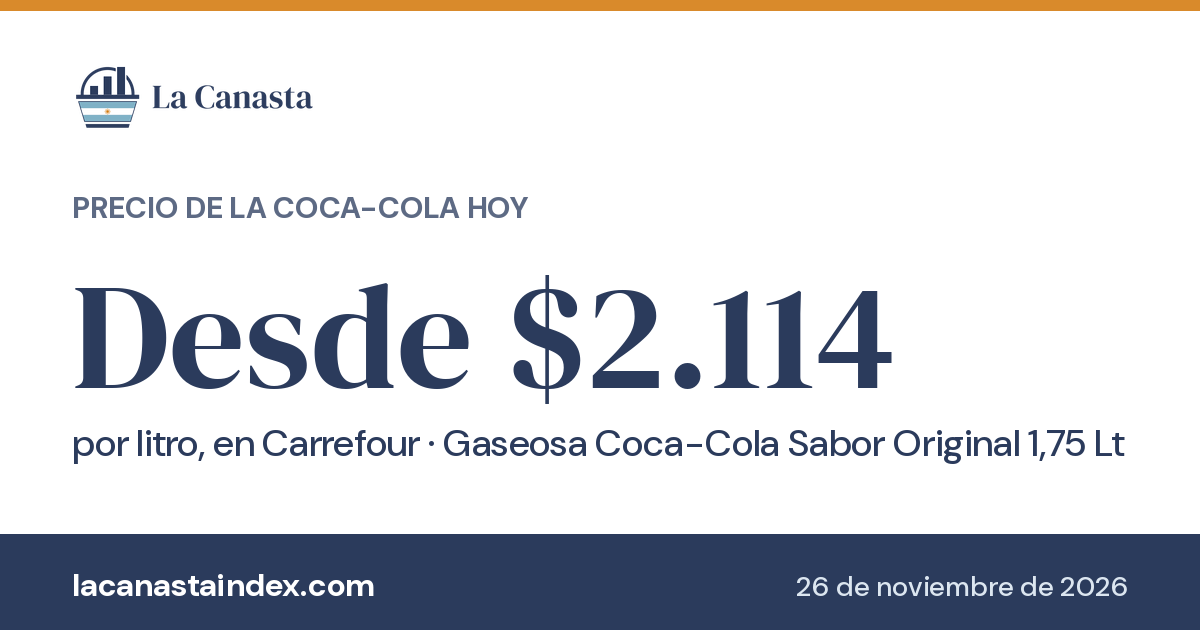 La Canasta
PRECIO DE LA COCA-COLA HOY
Desde $2.114
por litro, en Carrefour · Gaseosa Coca-Cola Sabor Original 1,75 Lt
lacanastaindex.com
26 de noviembre de 2026